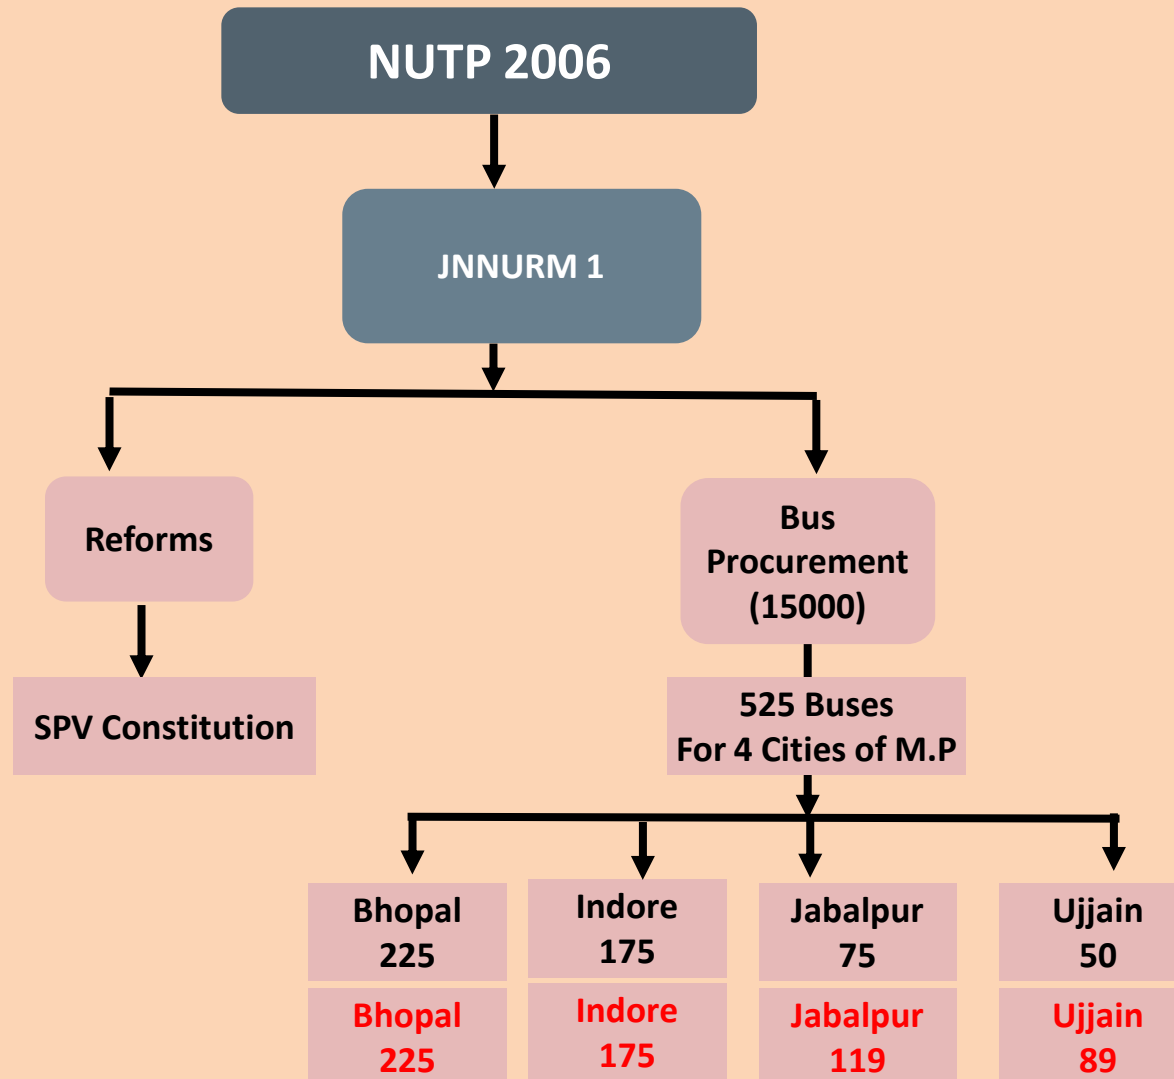 NUTP 2006
JNNURM 1
Reforms
Bus
Procurement
(15000)
SPV Constitution
525 Buses
For 4 Cities of M.P
Bhopal
225
Indore
175
Jabalpur
75
Ujjain
50
Bhopal
225
Indore
175
Jabalpur
119
Ujjain
89